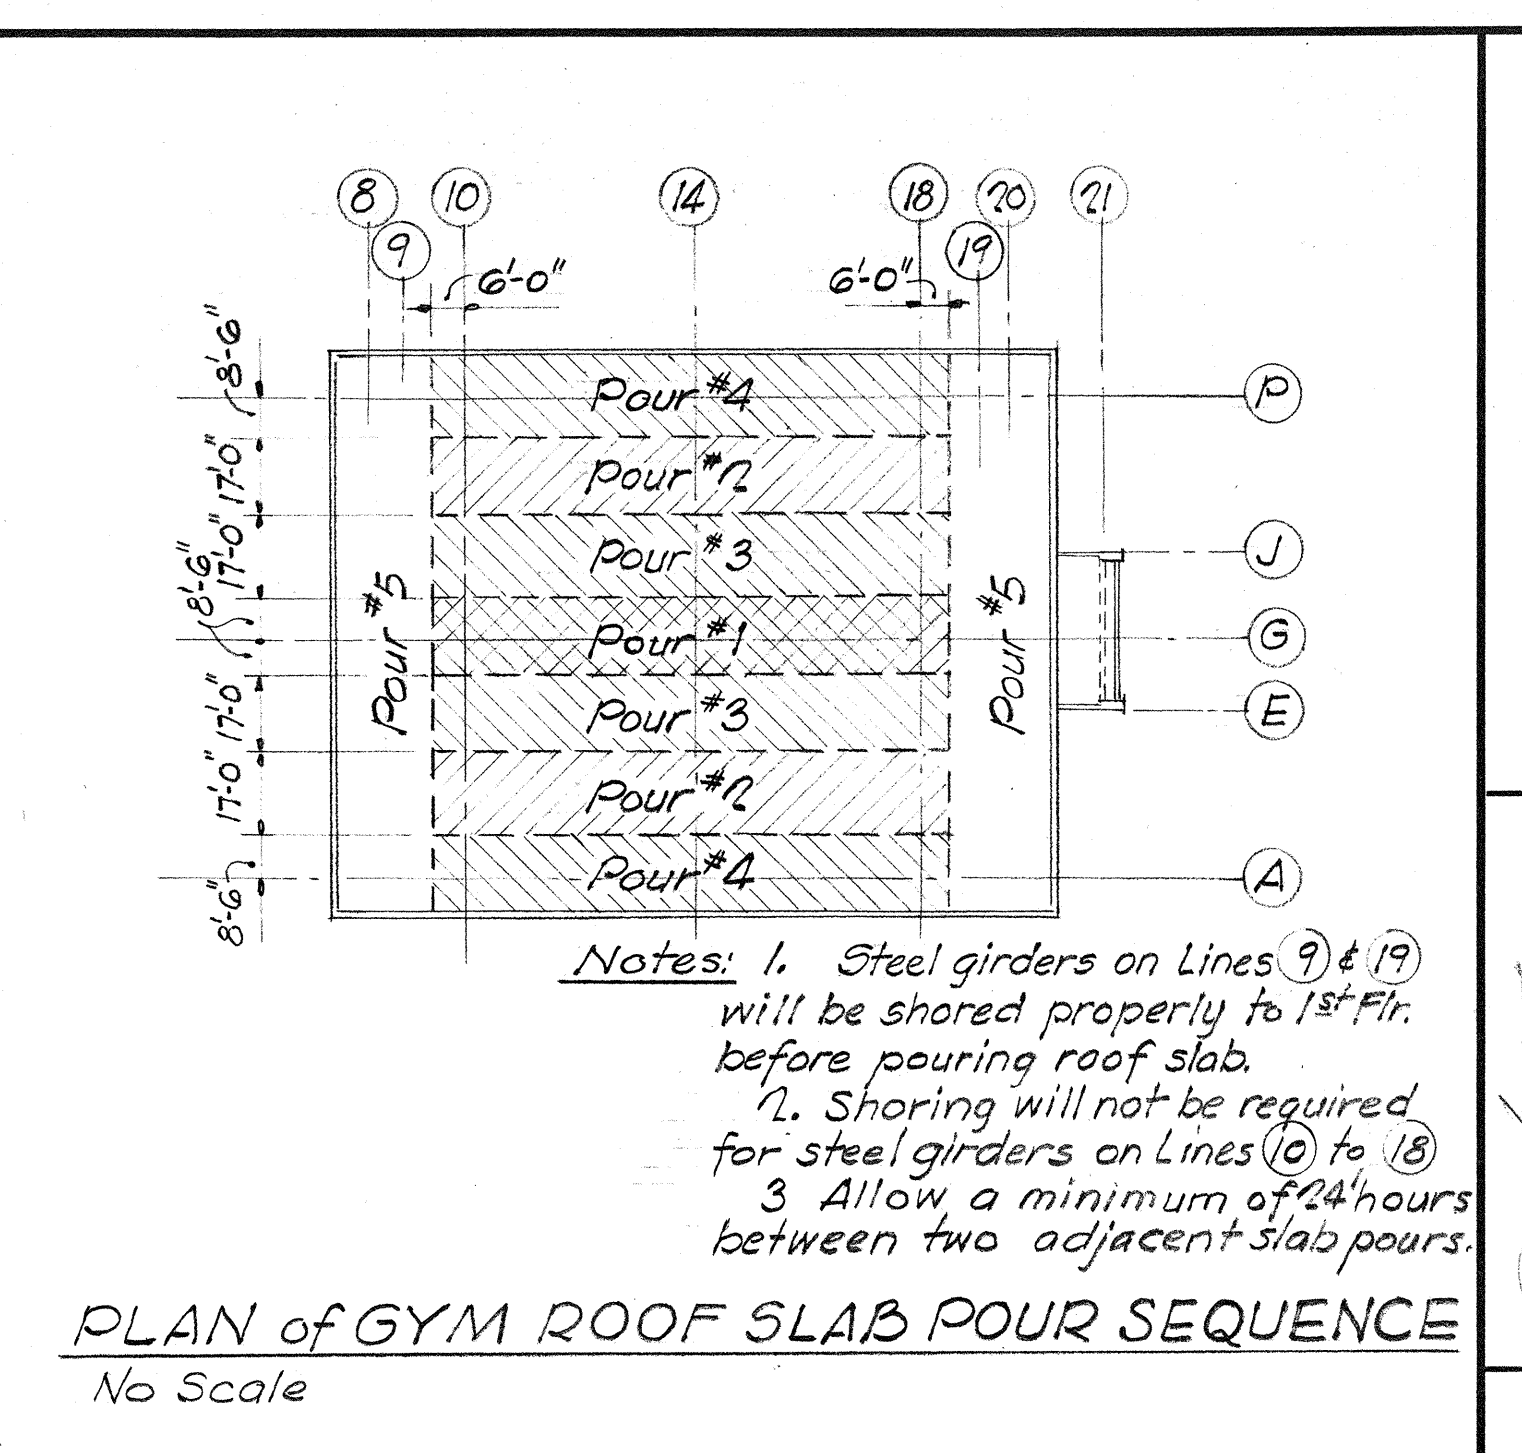 8 10 14 18 20 21
9 19
6'-0" 6'-0"
8'-6"
17'-0"
17'-0"
8'-6"
17'-0"
17'-0"
8'-6"
Pour #4
Pour #2
Pour #3
Pour #1
Pour #3
Pour #2
Pour #4
Pour #5
Pour #5
P
J
G
E
A
Notes: 1. Steel girders on Lines 9 & 19
will be shored properly to 1st Flr.
before pouring roof slab.
2. Shoring will not be required
for steel girders on Lines 10 to 18
3 Allow a minimum of 24 hours
between two adjacent slab pours.
PLAN of GYM ROOF SLAB POUR SEQUENCE
No Scale